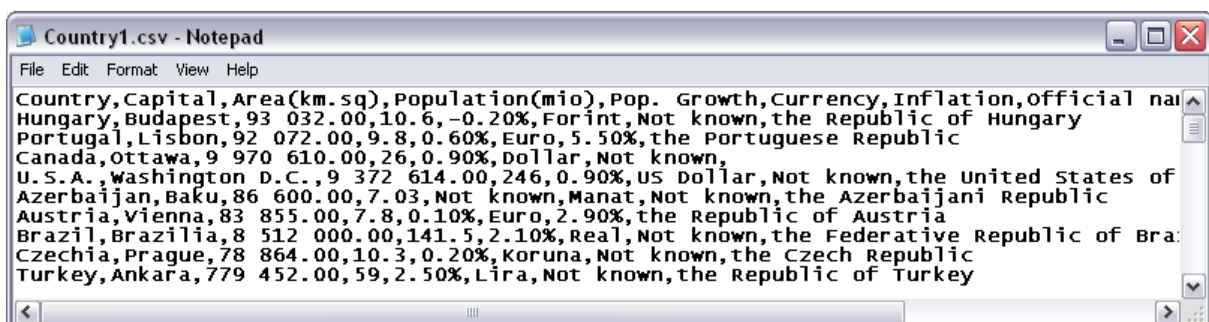 Country1.csv - Notepad
File Edit Format View Help
Country,Capital,Area(km.sq),Population(mio),Pop. Growth,Currency,Inflation,Official
Hungary,Budapest,93 032.00,10.6,-0.20%,Forint,Not known,the Republic of Hungary
Portugal,Lisbon,92 072.00,9.8,0.60%,Euro,5.50%,the Portuguese Republic
Canada,Ottawa,9 970 610.00,26,0.90%,Dollar,Not known,
U.S.A.,Washington D.C.,9 372 614.00,246,0.90%,US Dollar,Not known,the United States of
Azerbaijan,Baku,86 600.00,7.03,Not known,Manat,Not known,the Azerbaijani Republic
Austria,Vienna,83 855.00,7.8,0.10%,Euro,2.90%,the Republic of Austria
Brazil,Brazilia,8 512 000.00,141.5,2.10%,Real,Not known,the Federative Republic of
Czechia,Prague,78 864.00,10.3,0.20%,Koruna,Not known,the Czech Republic
Turkey,Ankara,779 452.00,59,2.50%,Lira,Not known,the Republic of Turkey